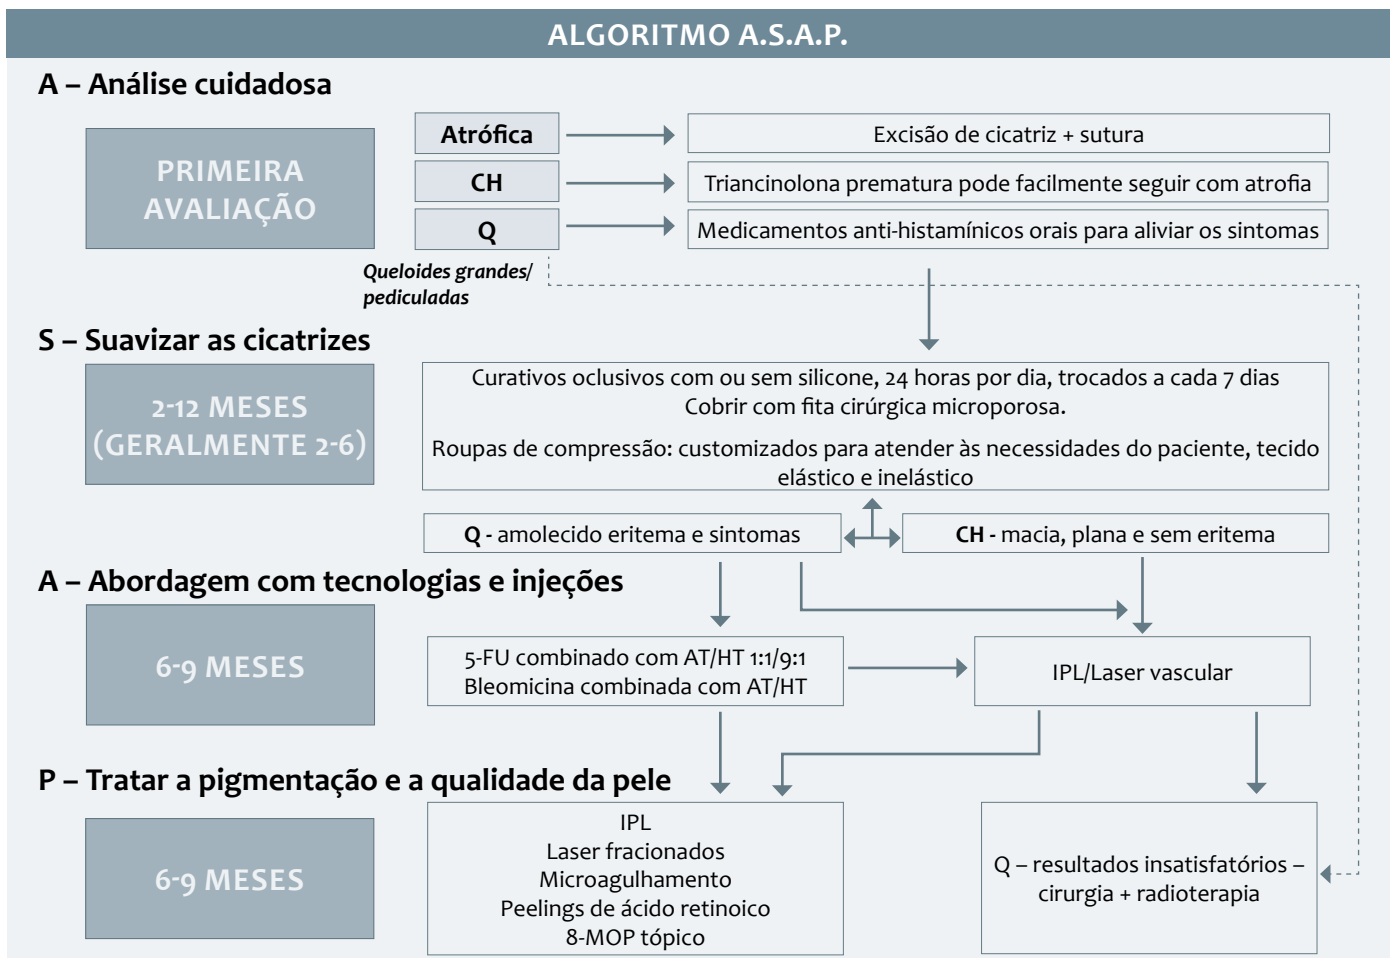 ALGORITMO A.S.A.P.
A – Análise cuidadosa
PRIMEIRA
AVALIAÇÃO
Atrófica
Excisão de cicatriz + sutura
CH
Triancinolona prematura pode facilmente seguir com atrofia
Q
Medicamentos anti-histamínicos orais para aliviar os sintomas
Queloides grandes/
pediculadas
S – Suavizar as cicatrizes
2-12 MESES
(GERALMENTE 2-6)
Curativos oclusivos com ou sem silicone, 24 horas por dia, trocados a cada 7 dias
Cobrir com fita cirúrgica microporosa.
Roupas de compressão: customizados para atender às necessidades do paciente, tecido
elástico e inelástico
Q - amolecido eritema e sintomas
CH - macia, plana e sem eritema
A – Abordagem com tecnologias e injeções
6-9 MESES
5-FU combinado com AT/HT 1:1/9:1
Bleomicina combinada com AT/HT
IPL/Laser vascular
P – Tratar a pigmentação e a qualidade da pele
6-9 MESES
IPL
Laser fracionados
Microagulhamento
Peelings de ácido retinoico
8-MOP tópico
Q – resultados insatisfatórios –
cirurgia + radioterapia